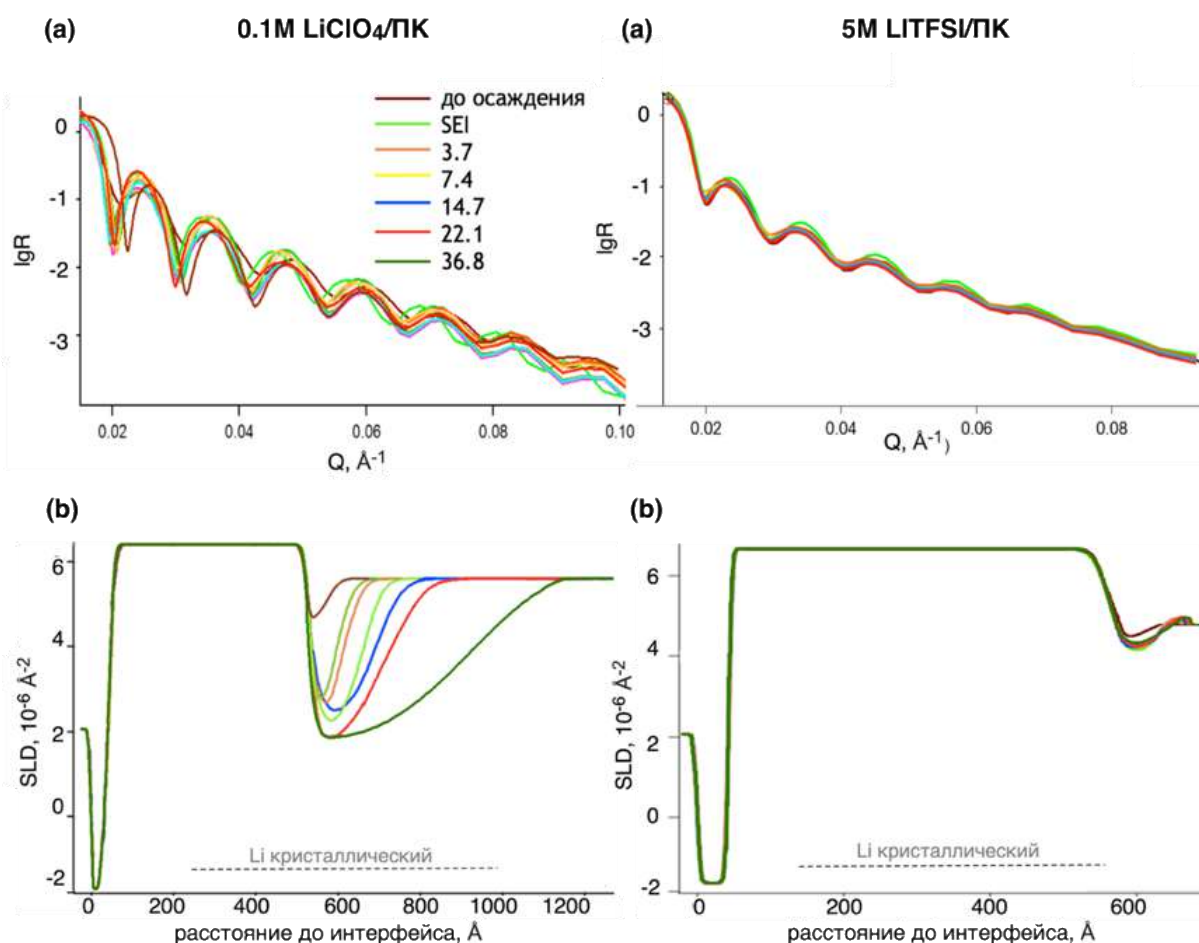 (a) 0.1M LiClO4/ПК
(a) 5M LITFSI/ПК
до осаждения
SEI
3.7
7.4
14.7
22.1
36.8
lgR
0
-1
-2
-3
0.02 0.04 0.06 0.08 0.10
Q, Å-1
lgR
0
-1
-2
-3
0.02 0.04 0.06 0.08
Q, Å-1)
(b)
SLD, 10-6 Å-2
6
4
2
0
-2
Li кристаллический
0 200 400 600 800 1000 1200
расстояние до интерфейса, Å
(b)
SLD, 10-6 Å-2
6
4
2
0
-2
Li кристаллический
0 200 400 600
расстояние до интерфейса, Å